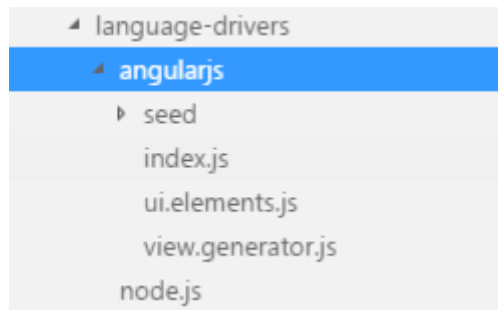 language-drivers
angularjs
seed
index.js
ui.elements.js
view.generator.js
node.js